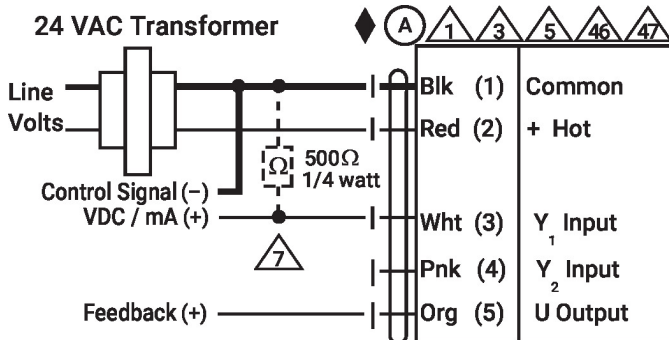 24 VAC Transformer
A 1 3 5 46 47
Line
Volts
Blk (1) Common
Red (2) + Hot
Ω 500Ω
1/4 watt
Control Signal (−)
VDC / mA (+)
Wht (3) Y1 Input
7
Pnk (4) Y2 Input
Feedback (+)
Org (5) U Output